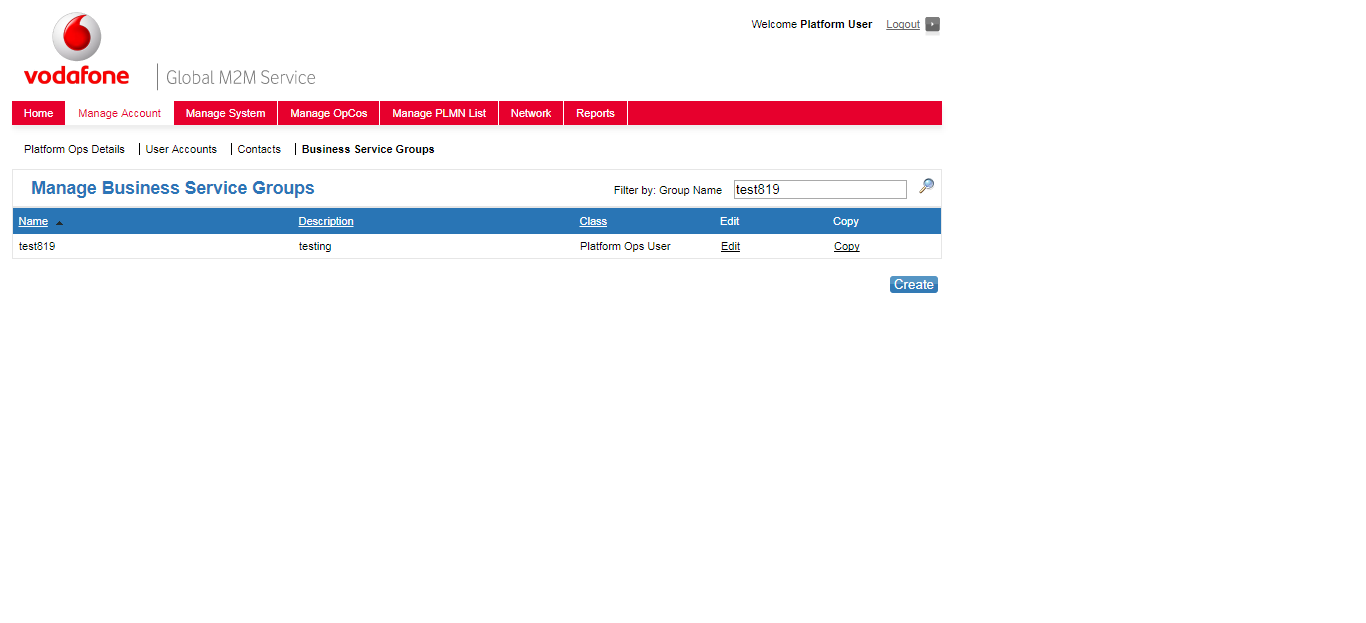 Welcome Platform User Logout
vodafone Global M2M Service
Home Manage Account Manage System Manage OpCos Manage PLMN List Network Reports
Platform Ops Details User Accounts Contacts Business Service Groups
Manage Business Service Groups Filter by: Group Name test819
Name Description Class Edit Copy
test819 testing Platform Ops User Edit Copy
Create